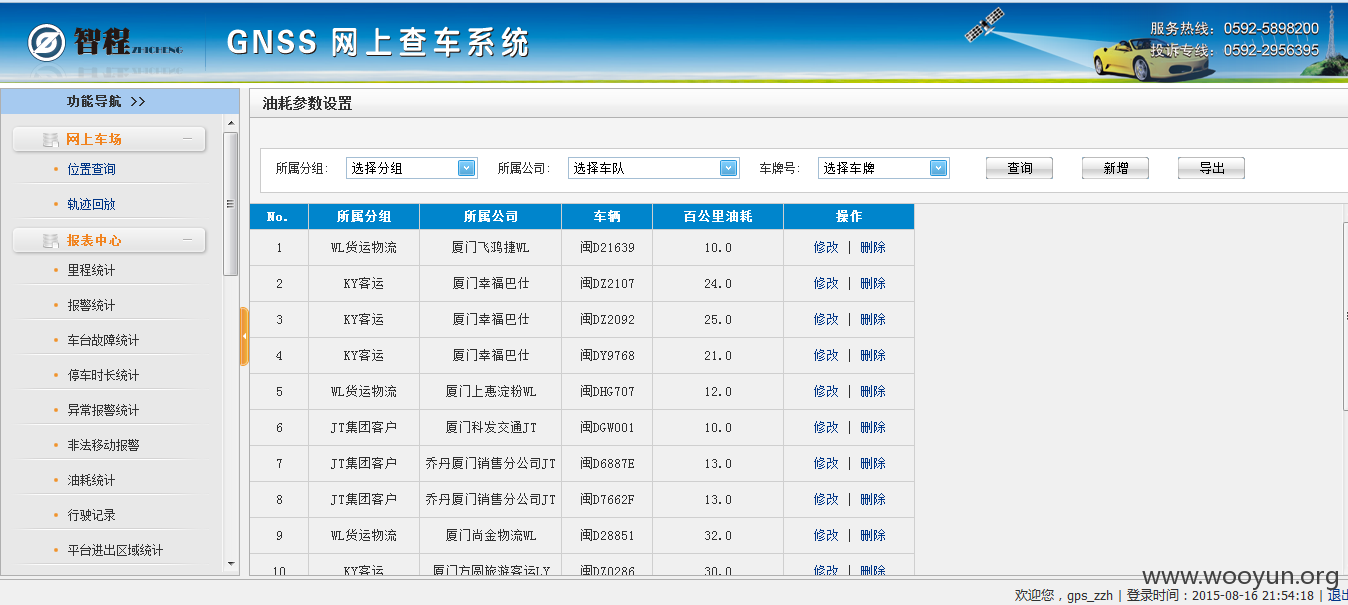 智程 ZHICHENG
GNSS 网上查车系统
服务热线：0592-5898200
投诉专线：0592-2956395
功能导航 >>
网上车场
位置查询
轨迹回放
报表中心
里程统计
报警统计
车台故障统计
停车时长统计
异常报警统计
非法移动报警
油耗统计
行驶记录
平台进出区域统计
油耗参数设置
所属分组： 选择分组 所属公司： 选择车队 车牌号： 选择车牌 查询 新增 导出
No. 所属分组 所属公司 车辆 百公里油耗 操作
1 WL货运物流 厦门飞鸿捷WL 闽D21639 10.0 修改 | 删除
2 KY客运 厦门幸福巴仕 闽DZ2107 24.0 修改 | 删除
3 KY客运 厦门幸福巴仕 闽DZ2092 25.0 修改 | 删除
4 KY客运 厦门幸福巴仕 闽DY9768 21.0 修改 | 删除
5 WL货运物流 厦门上惠淀粉WL 闽DHG707 12.0 修改 | 删除
6 JT集团客户 厦门科发交通JT 闽DGW001 10.0 修改 | 删除
7 JT集团客户 乔丹厦门销售分公司JT 闽D6887E 13.0 修改 | 删除
8 JT集团客户 乔丹厦门销售分公司JT 闽D7662F 13.0 修改 | 删除
9 WL货运物流 厦门尚金物流WL 闽D28851 32.0 修改 | 删除
10 KY客运 厦门方圆旅游客运LY 闽DZ0286 30.0 修改 | 删除
www.wooyun.org
欢迎您，gps_zzh | 登录时间：2015-08-16 21:54:18 | 退出